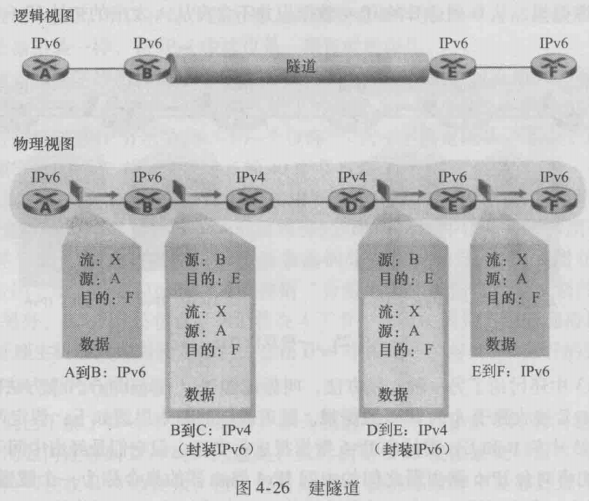 逻辑视图
IPv6 IPv6 IPv6 IPv6
A B 隧道 E F
物理视图
IPv6 IPv6 IPv4 IPv4 IPv6 IPv6
A B C D E F
流：X
源：A
目的：F
数据
A到B：IPv6
源：B
目的：E
流：X
源：A
目的：F
数据
B到C：IPv4
（封装IPv6）
源：B
目的：E
流：X
源：A
目的：F
数据
D到E：IPv4
（封装IPv6）
流：X
源：A
目的：F
数据
E到F：IPv6
图 4-26 建隧道